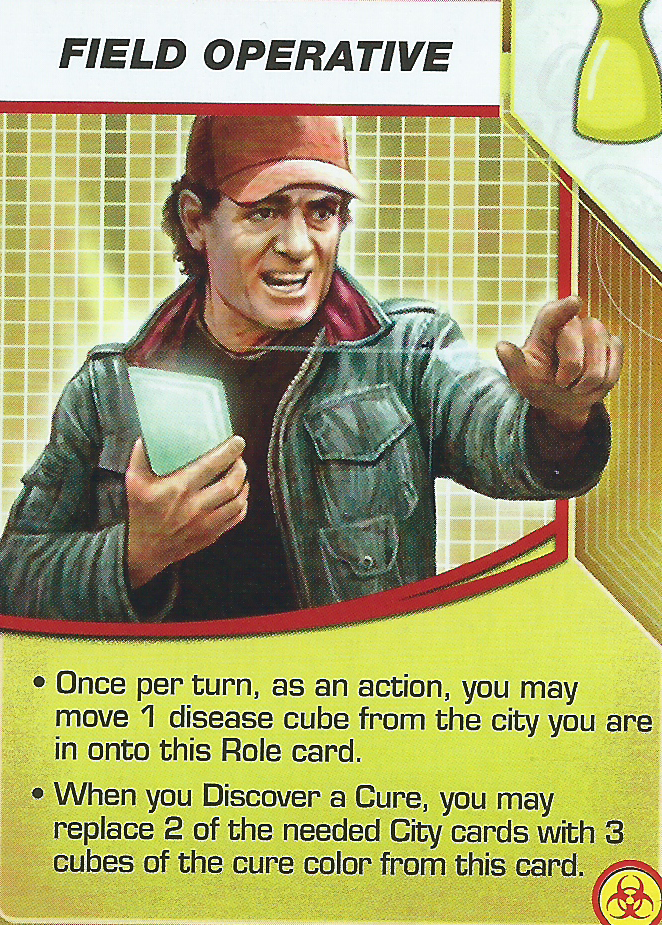 FIELD OPERATIVE
• Once per turn, as an action, you may
move 1 disease cube from the city you are
in onto this Role card.
• When you Discover a Cure, you may
replace 2 of the needed City cards with 3
cubes of the cure color from this card.